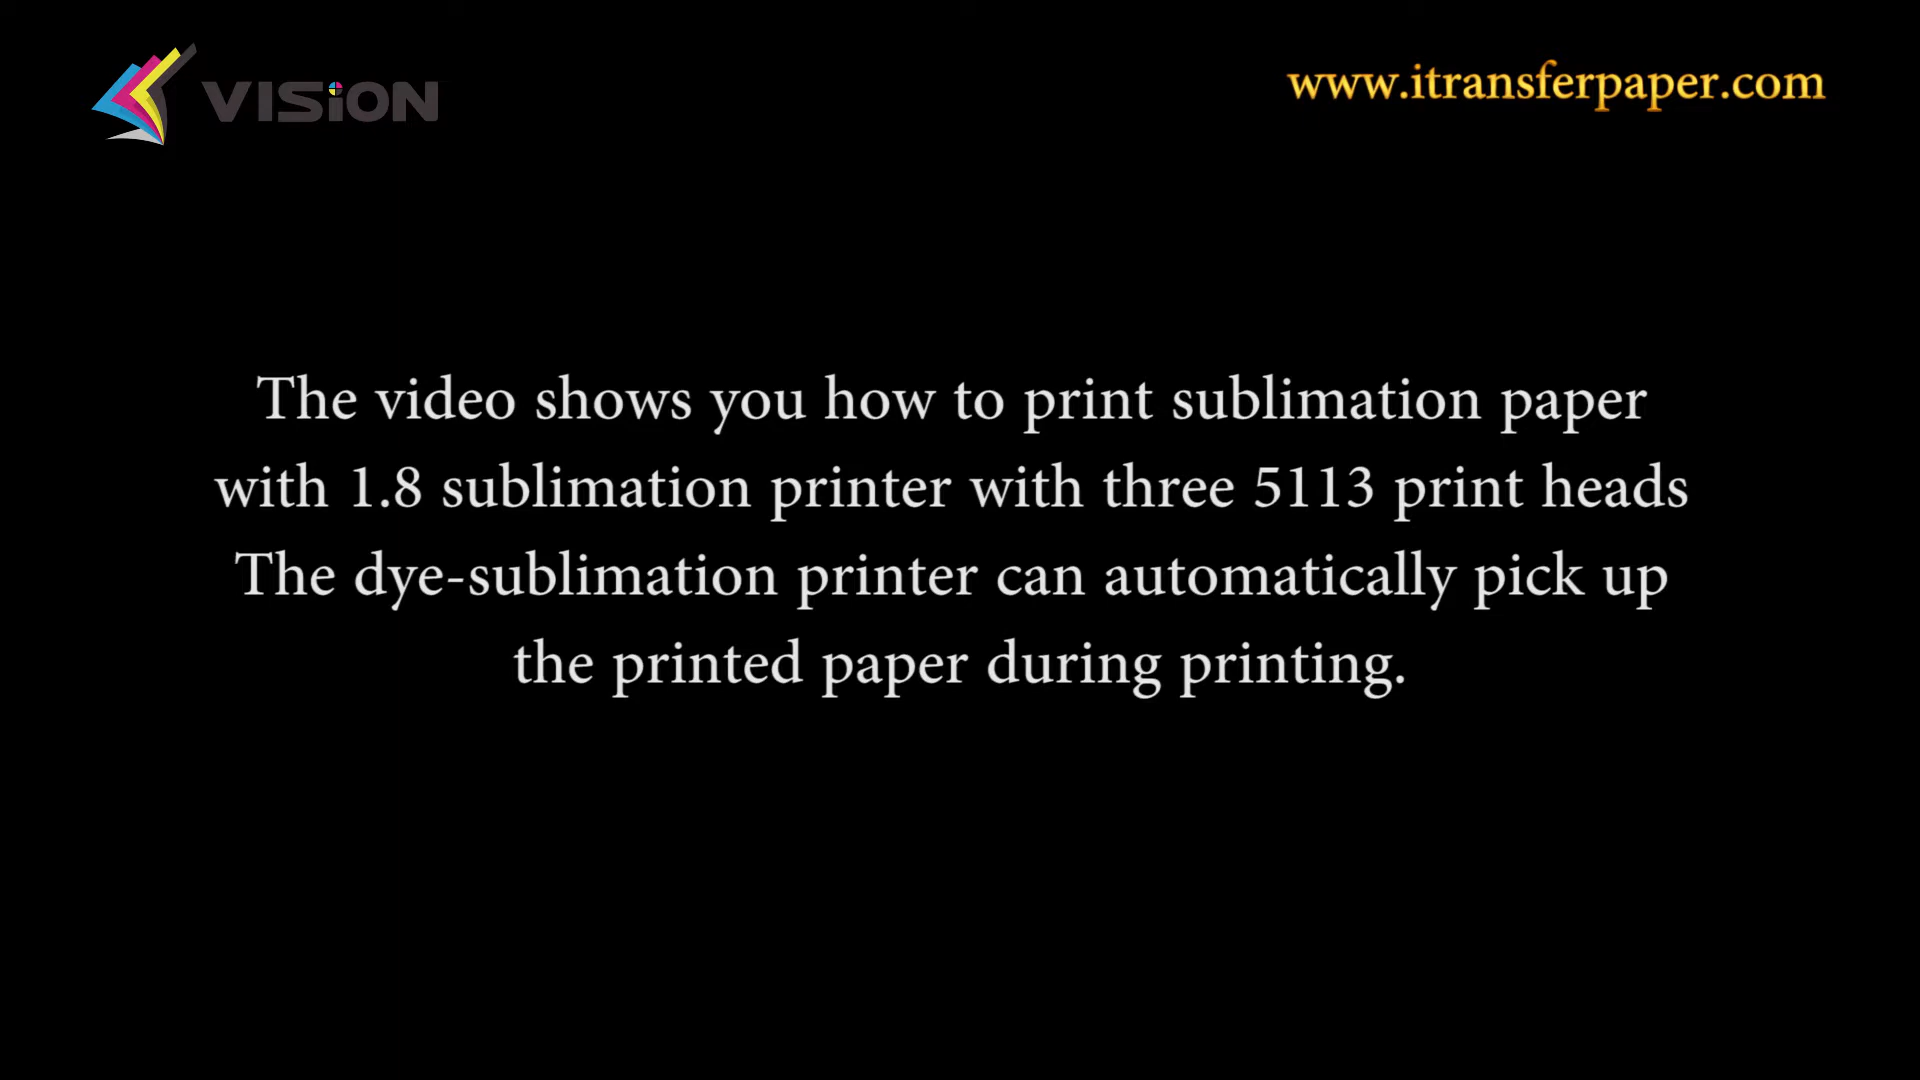 VISiON
www.itransferpaper.com
The video shows you how to print sublimation paper
with 1.8 sublimation printer with three 5113 print heads
The dye-sublimation printer can automatically pick up
the printed paper during printing.